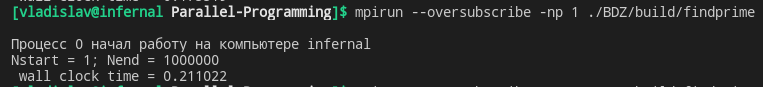 [vladislav@infernal Parallel-Programming]$ mpirun --oversubscribe -np 1 ./BDZ/build/findprime
Процесс 0 начал работу на компьютере infernal
Nstart = 1; Nend = 1000000
 wall clock time = 0.211022